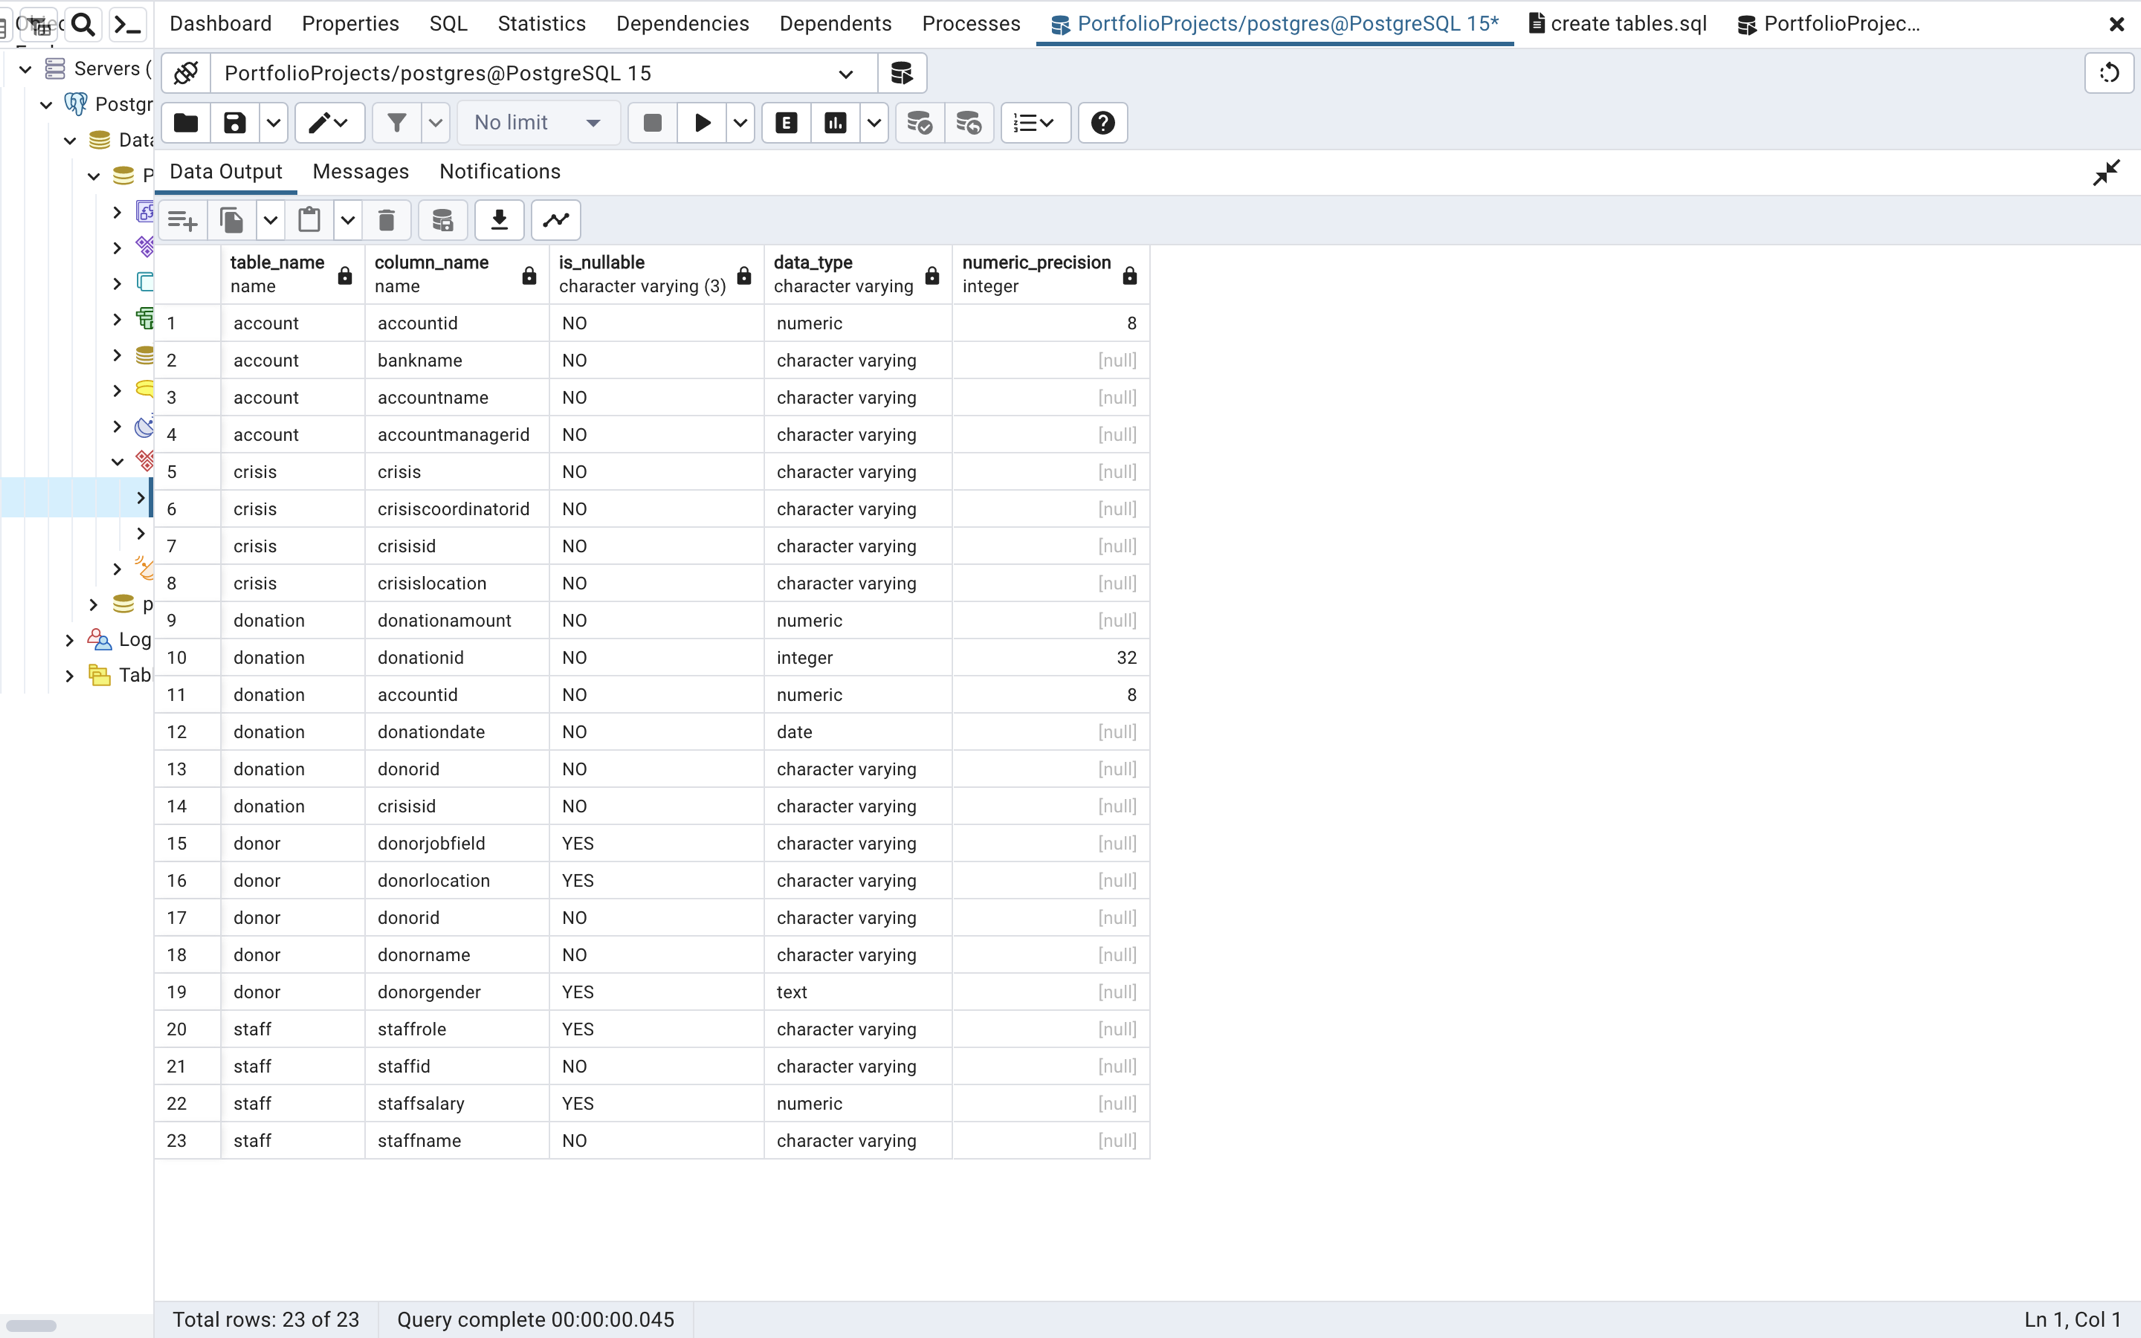 Dashboard Properties SQL Statistics Dependencies Dependents Processes PortfolioProjects/postgres@PostgreSQL 15* create tables.sql PortfolioProjec...
Servers (
PortfolioProjects/postgres@PostgreSQL 15
Postgr
No limit
Data
Data Output Messages Notifications
P
table_name column_name is_nullable data_type numeric_precision
name name character varying (3) character varying integer
1 account accountid NO numeric 8
2 account bankname NO character varying [null]
3 account accountname NO character varying [null]
4 account accountmanagerid NO character varying [null]
5 crisis crisis NO character varying [null]
6 crisis crisiscoordinatorid NO character varying [null]
7 crisis crisisid NO character varying [null]
8 crisis crisislocation NO character varying [null]
9 donation donationamount NO numeric [null]
p
10 donation donationid NO integer 32
Log
11 donation accountid NO numeric 8
Tab
12 donation donationdate NO date [null]
13 donation donorid NO character varying [null]
14 donation crisisid NO character varying [null]
15 donor donorjobfield YES character varying [null]
16 donor donorlocation YES character varying [null]
17 donor donorid NO character varying [null]
18 donor donorname NO character varying [null]
19 donor donorgender YES text [null]
20 staff staffrole YES character varying [null]
21 staff staffid NO character varying [null]
22 staff staffsalary YES numeric [null]
23 staff staffname NO character varying [null]
Total rows: 23 of 23 Query complete 00:00:00.045 Ln 1, Col 1